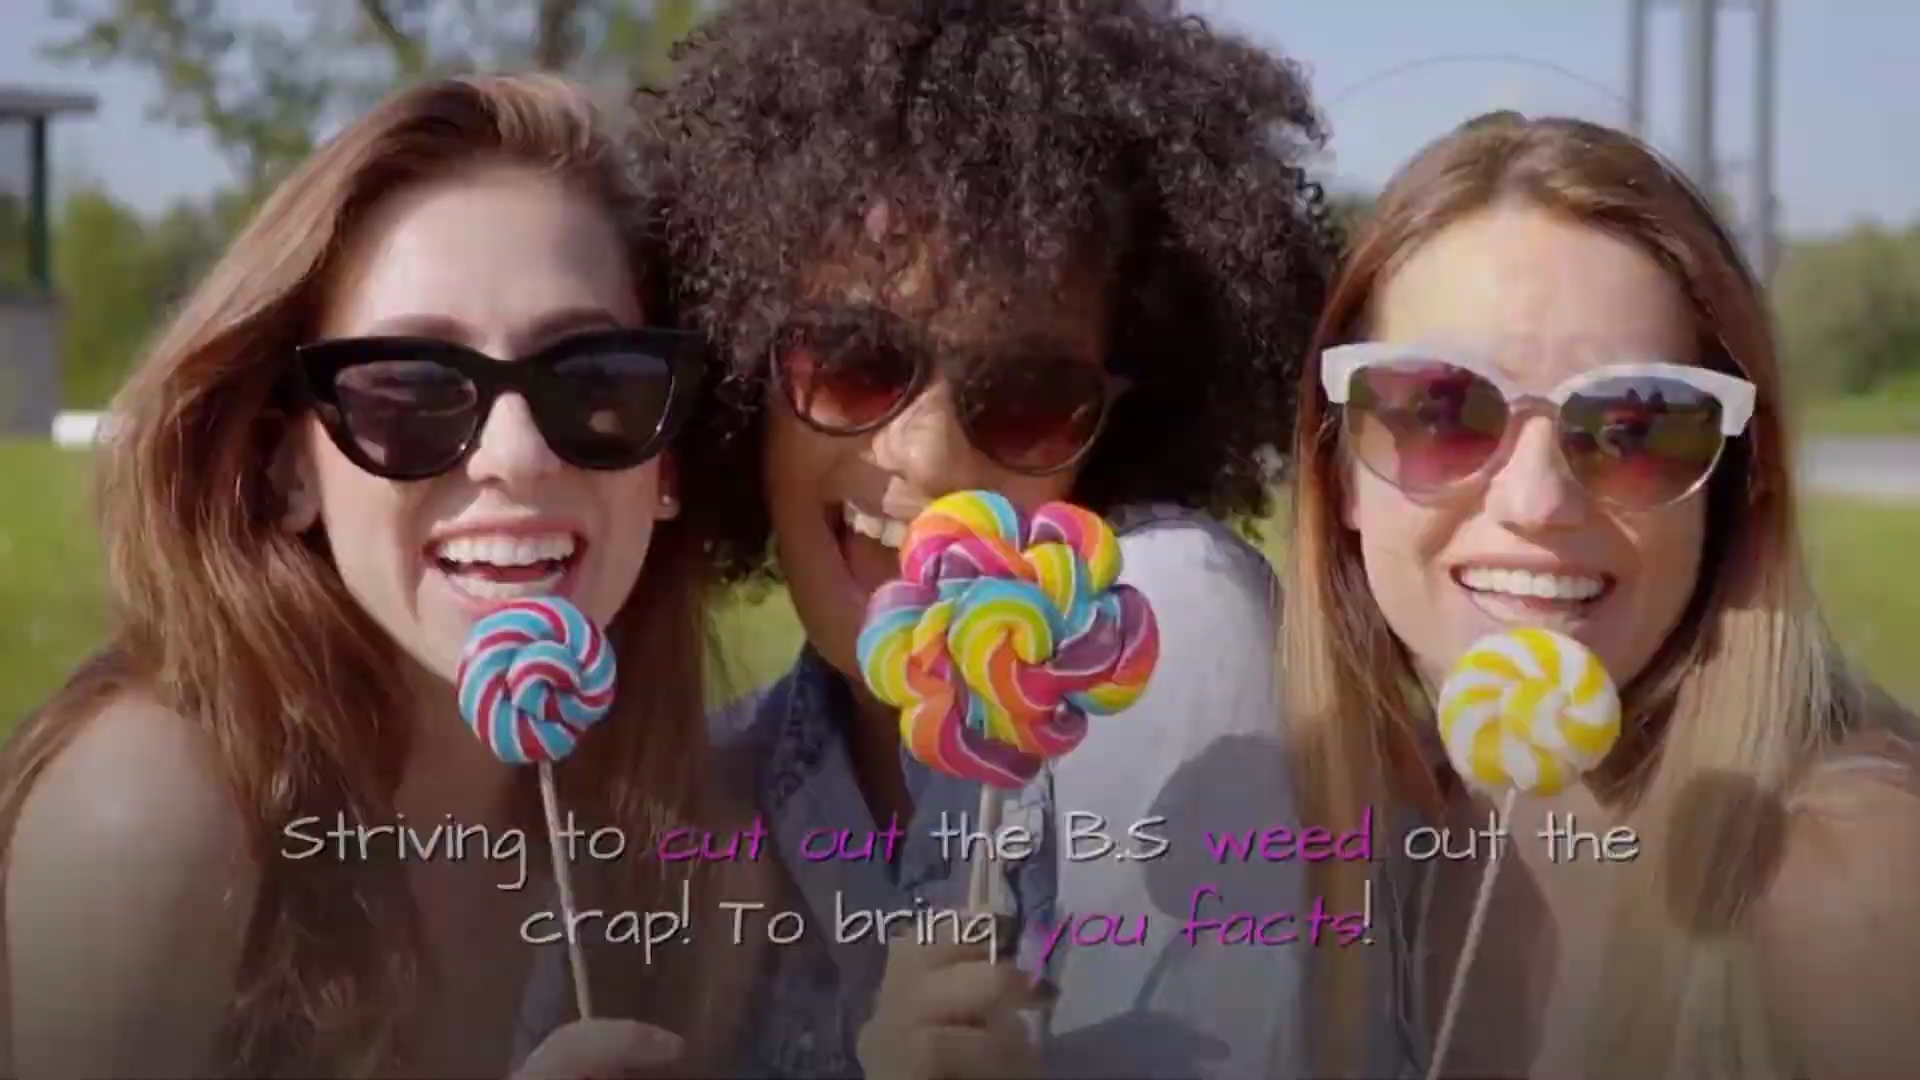 Striving to cut out the B.S weed out the
crap! To bring you facts!